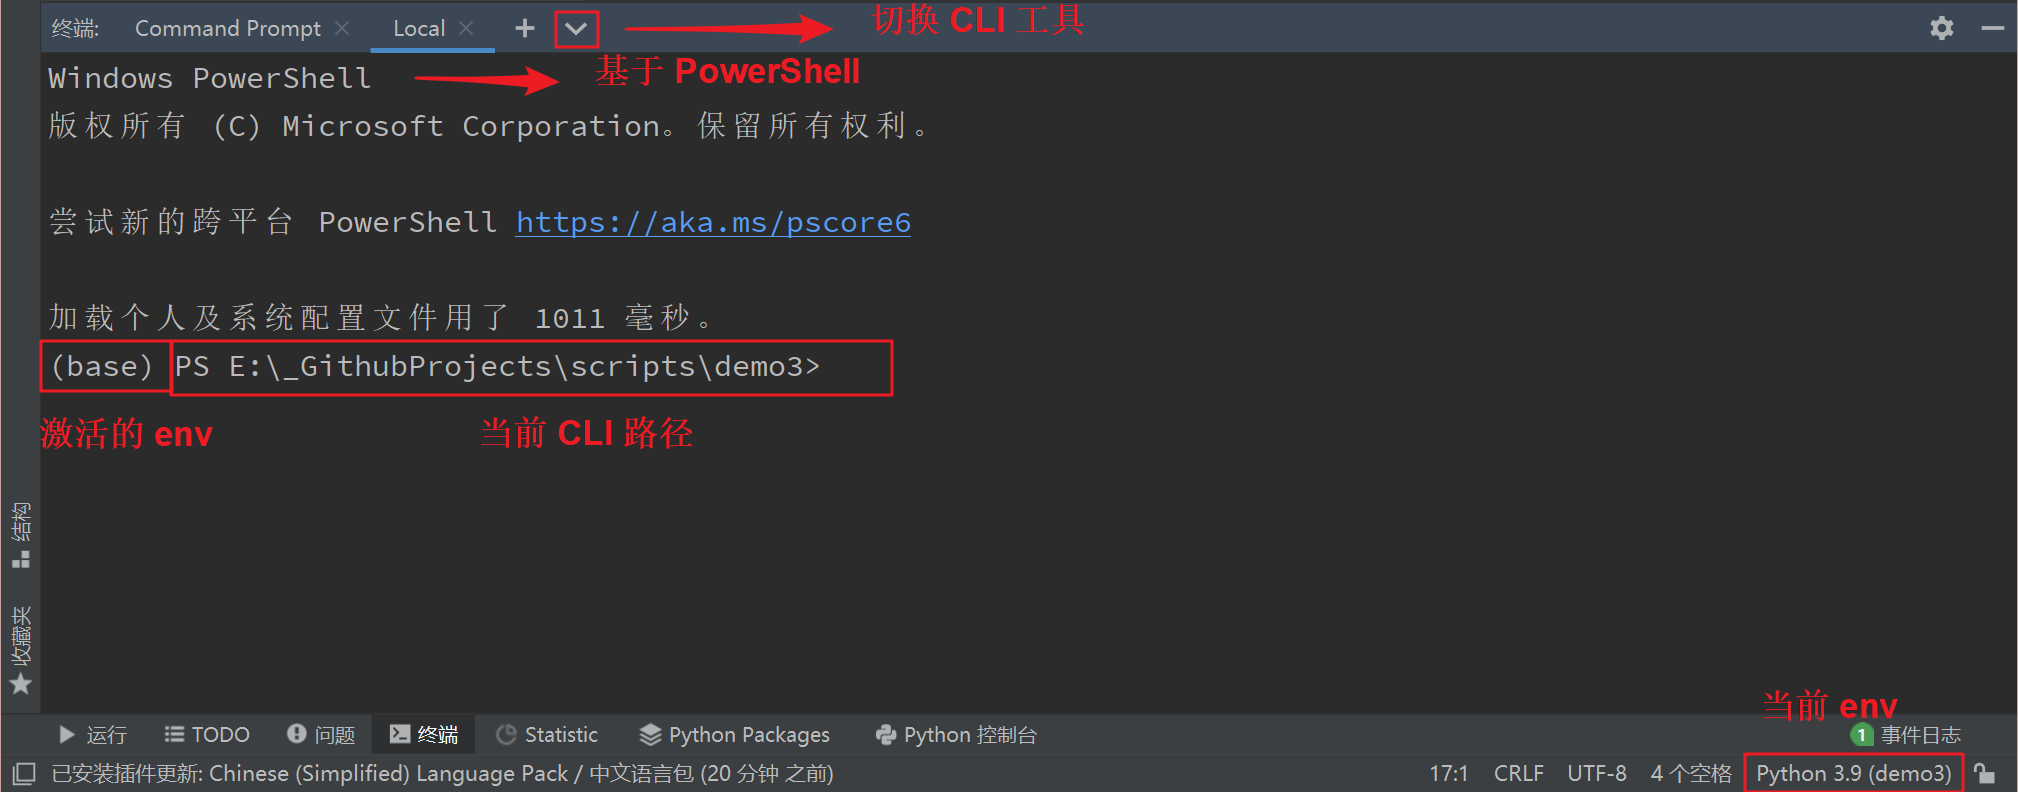 终端: Command Prompt Local 切换 CLI 工具
Windows PowerShell 基于 PowerShell
版权所有 (C) Microsoft Corporation。保留所有权利。
尝试新的跨平台 PowerShell https://aka.ms/pscore6
加载个人及系统配置文件用了 1011 毫秒。
(base) PS E:\_GithubProjects\scripts\demo3>
激活的 env 当前 CLI 路径
结构
收藏夹
当前 env
运行 TODO 问题 终端 Statistic Python Packages Python 控制台 1 事件日志
已安装插件更新: Chinese (Simplified) Language Pack / 中文语言包 (20 分钟 之前) 17:1 CRLF UTF-8 4 个空格 Python 3.9 (demo3)